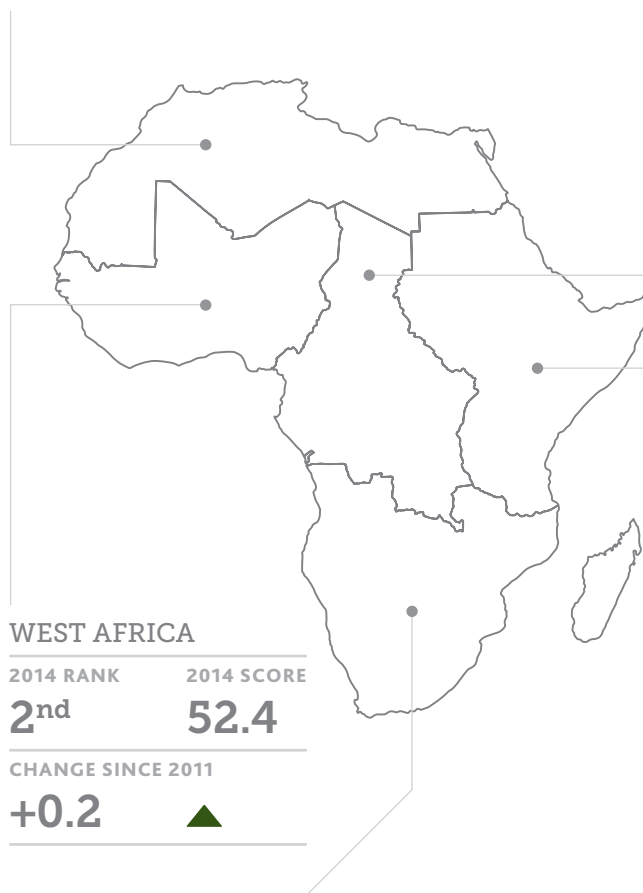 WEST AFRICA
2014 RANK 2014 SCORE
2nd 52.4
CHANGE SINCE 2011
+0.2